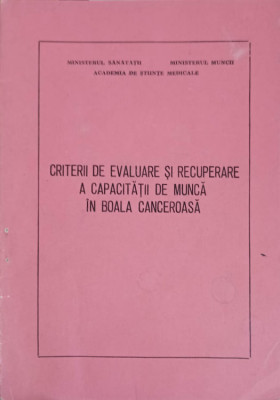 MINISTERUL SĂNĂTĂȚII MINISTERUL MUNCII
ACADEMIA DE ȘTIINȚE MEDICALE
CRITERII DE EVALUARE ȘI RECUPERARE
A CAPACITĂȚII DE MUNCĂ
ÎN BOALA CANCEROASĂ